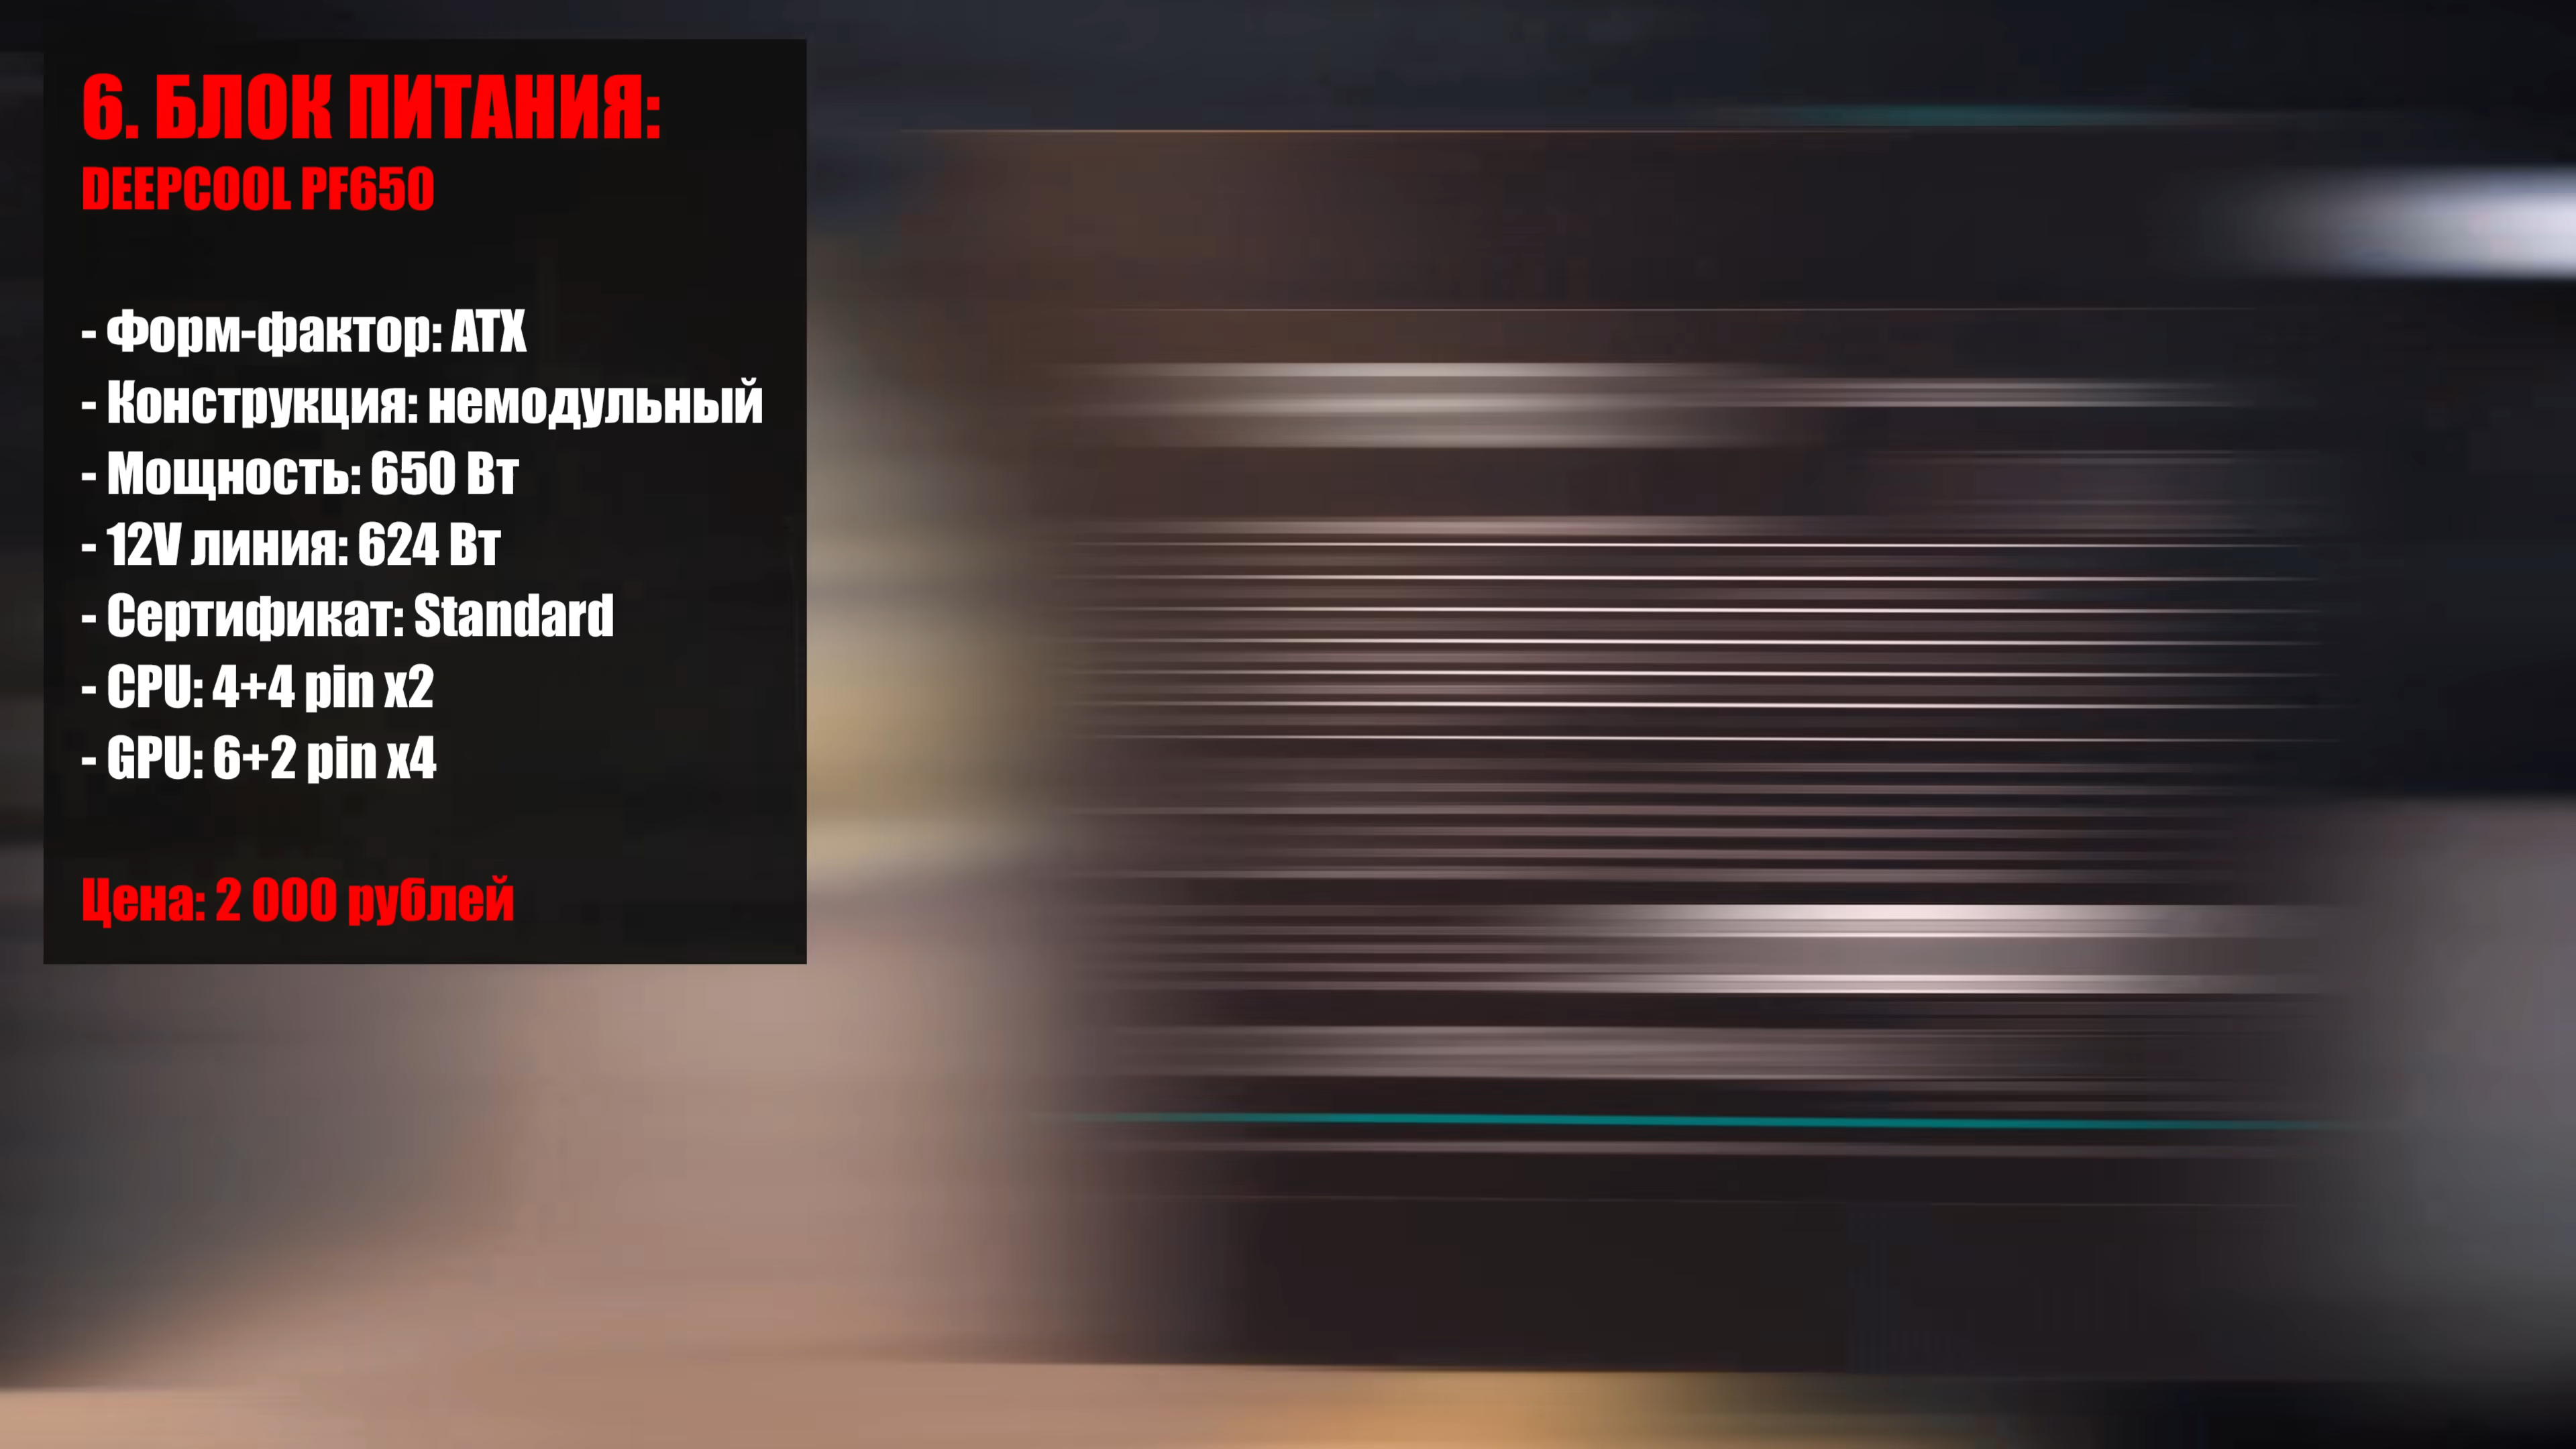 6. БЛОК ПИТАНИЯ:
DEEPCOOL PF650
- Форм-фактор: ATX
- Конструкция: немодульный
- Мощность: 650 Вт
- 12V линия: 624 Вт
- Сертификат: Standard
- CPU: 4+4 pin x2
- GPU: 6+2 pin x4
Цена: 2 000 рублей